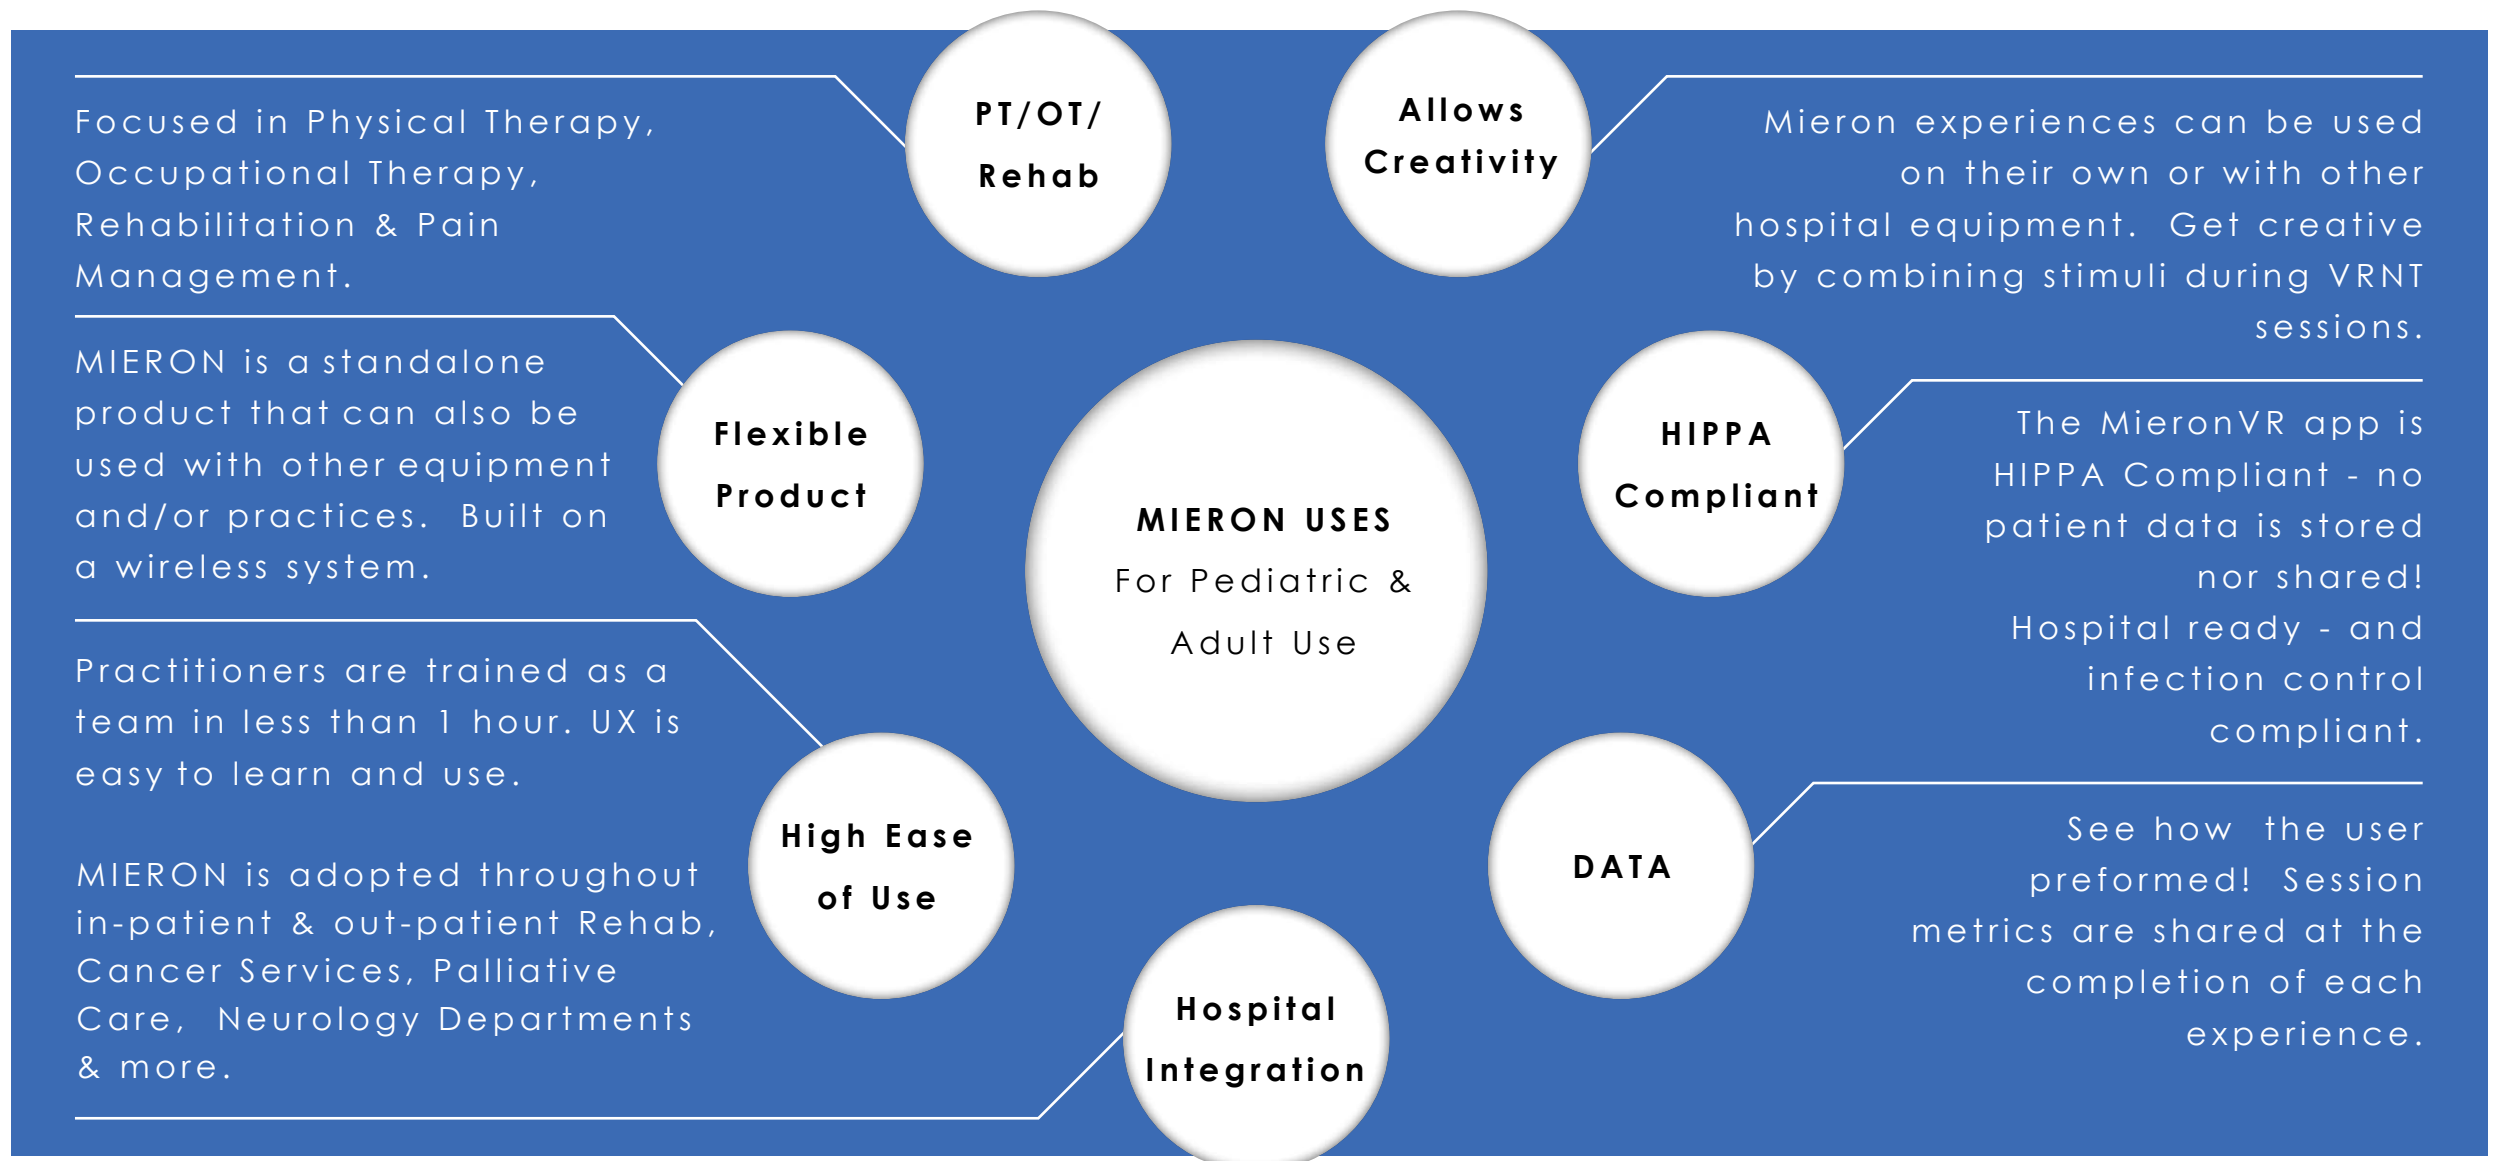 PT/OT/
Rehab
Focused in Physical Therapy,
Occupational Therapy,
Rehabilitation & Pain
Management.
Flexible
Product
MIERON is a standalone
product that can also be
used with other equipment
and/or practices. Built on
a wireless system.
High Ease
of Use
Practitioners are trained as a
team in less than 1 hour. UX is
easy to learn and use.
Hospital
Integration
MIERON is adopted throughout
in-patient & out-patient Rehab,
Cancer Services, Palliative
Care, Neurology Departments
& more.
MIERON USES
For Pediatric &
Adult Use
Allows
Creativity
Mieron experiences can be used
on their own or with other
hospital equipment. Get creative
by combining stimuli during VRNT
sessions.
HIPPA
Compliant
The MieronVR app is
HIPPA Compliant - no
patient data is stored
nor shared!
Hospital ready - and
infection control
compliant.
DATA
See how the user
preformed! Session
metrics are shared at the
completion of each
experience.